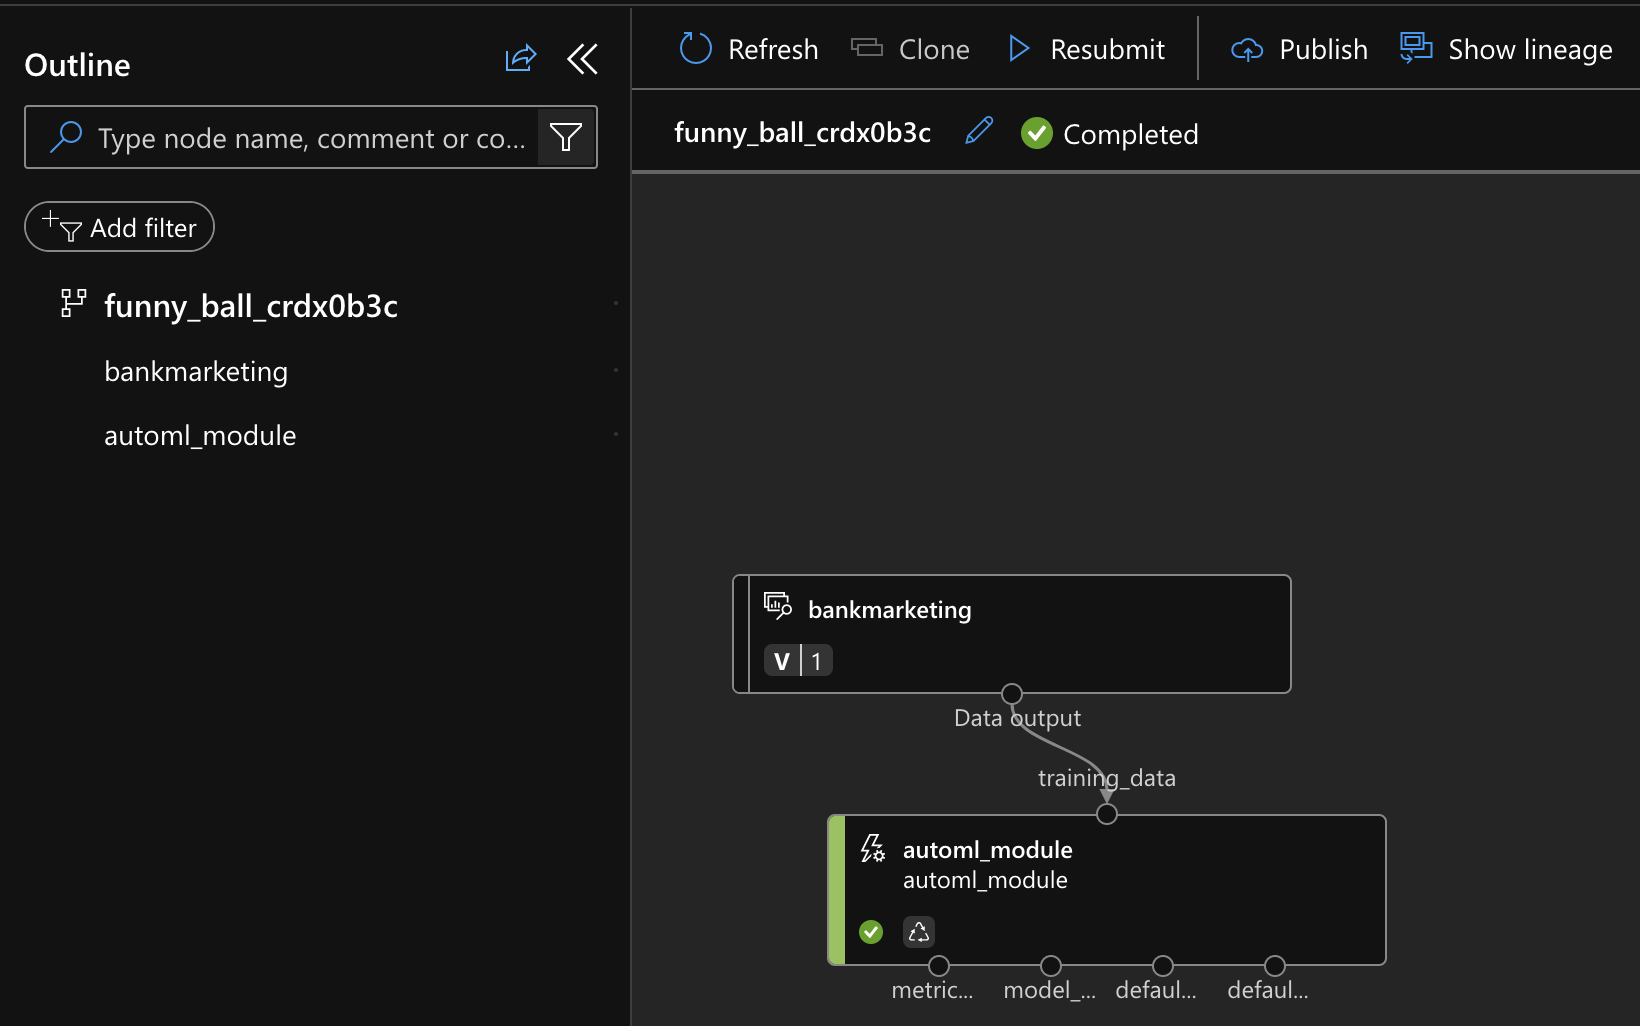 Outline
Type node name, comment or co...
Add filter
funny_ball_crdx0b3c
bankmarketing
automl_module
Refresh
Clone
Resubmit
Publish
Show lineage
funny_ball_crdx0b3c
Completed
bankmarketing
V 1
Data output
training_data
automl_module
automl_module
metric...
model_...
defaul...
defaul...